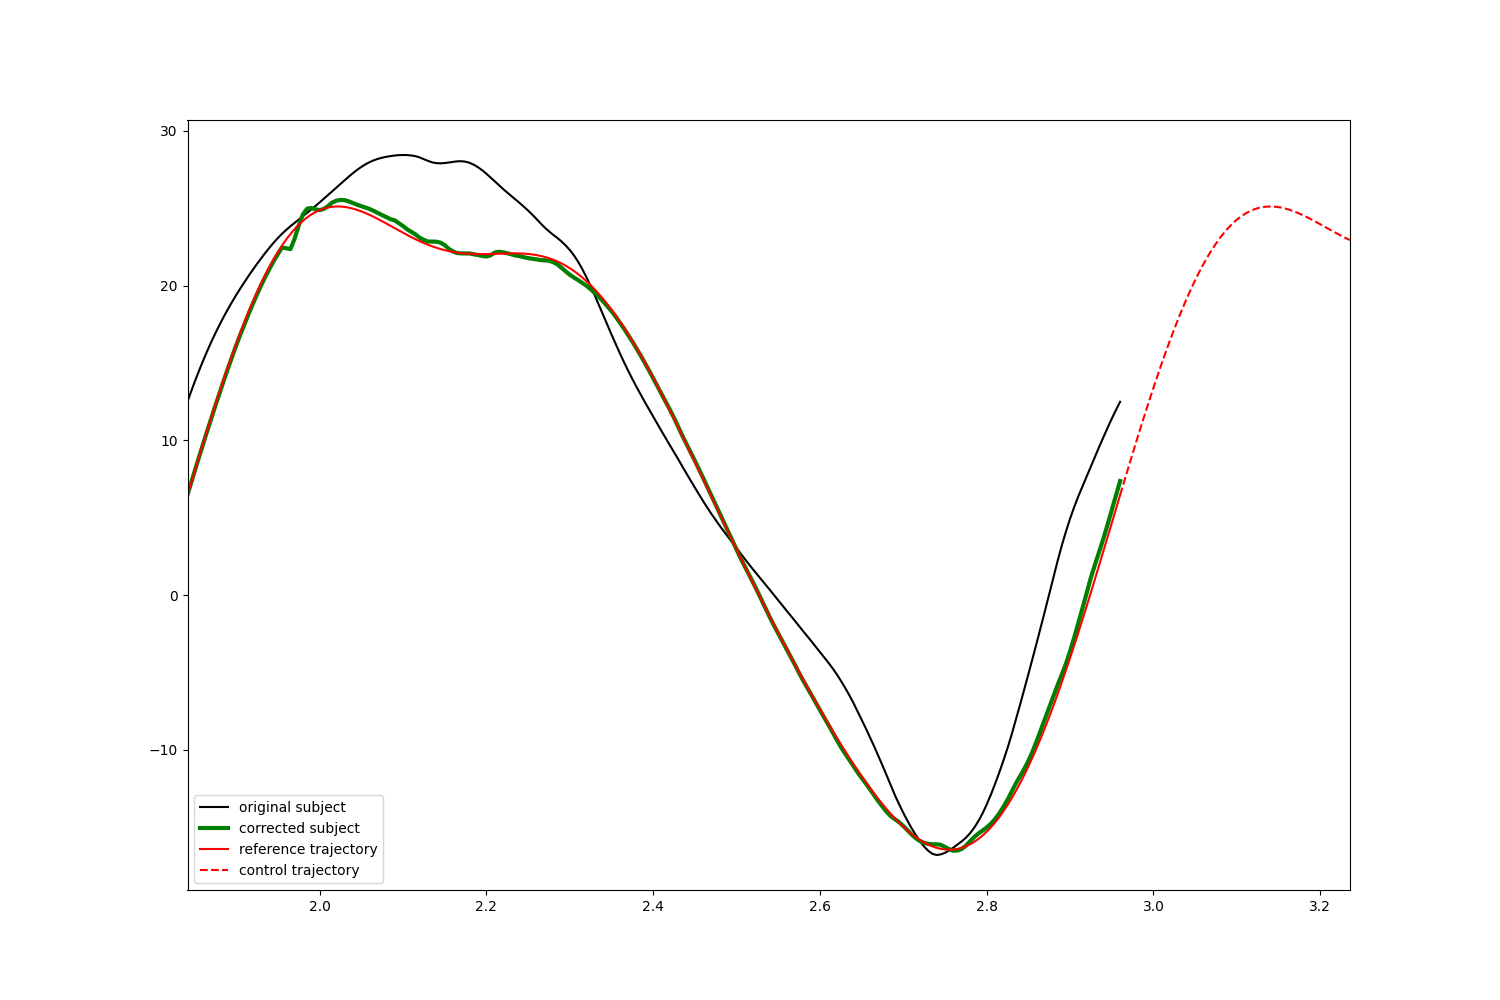 30
20
10
0
−10
original subject
corrected subject
reference trajectory
control trajectory
2.0 2.2 2.4 2.6 2.8 3.0 3.2